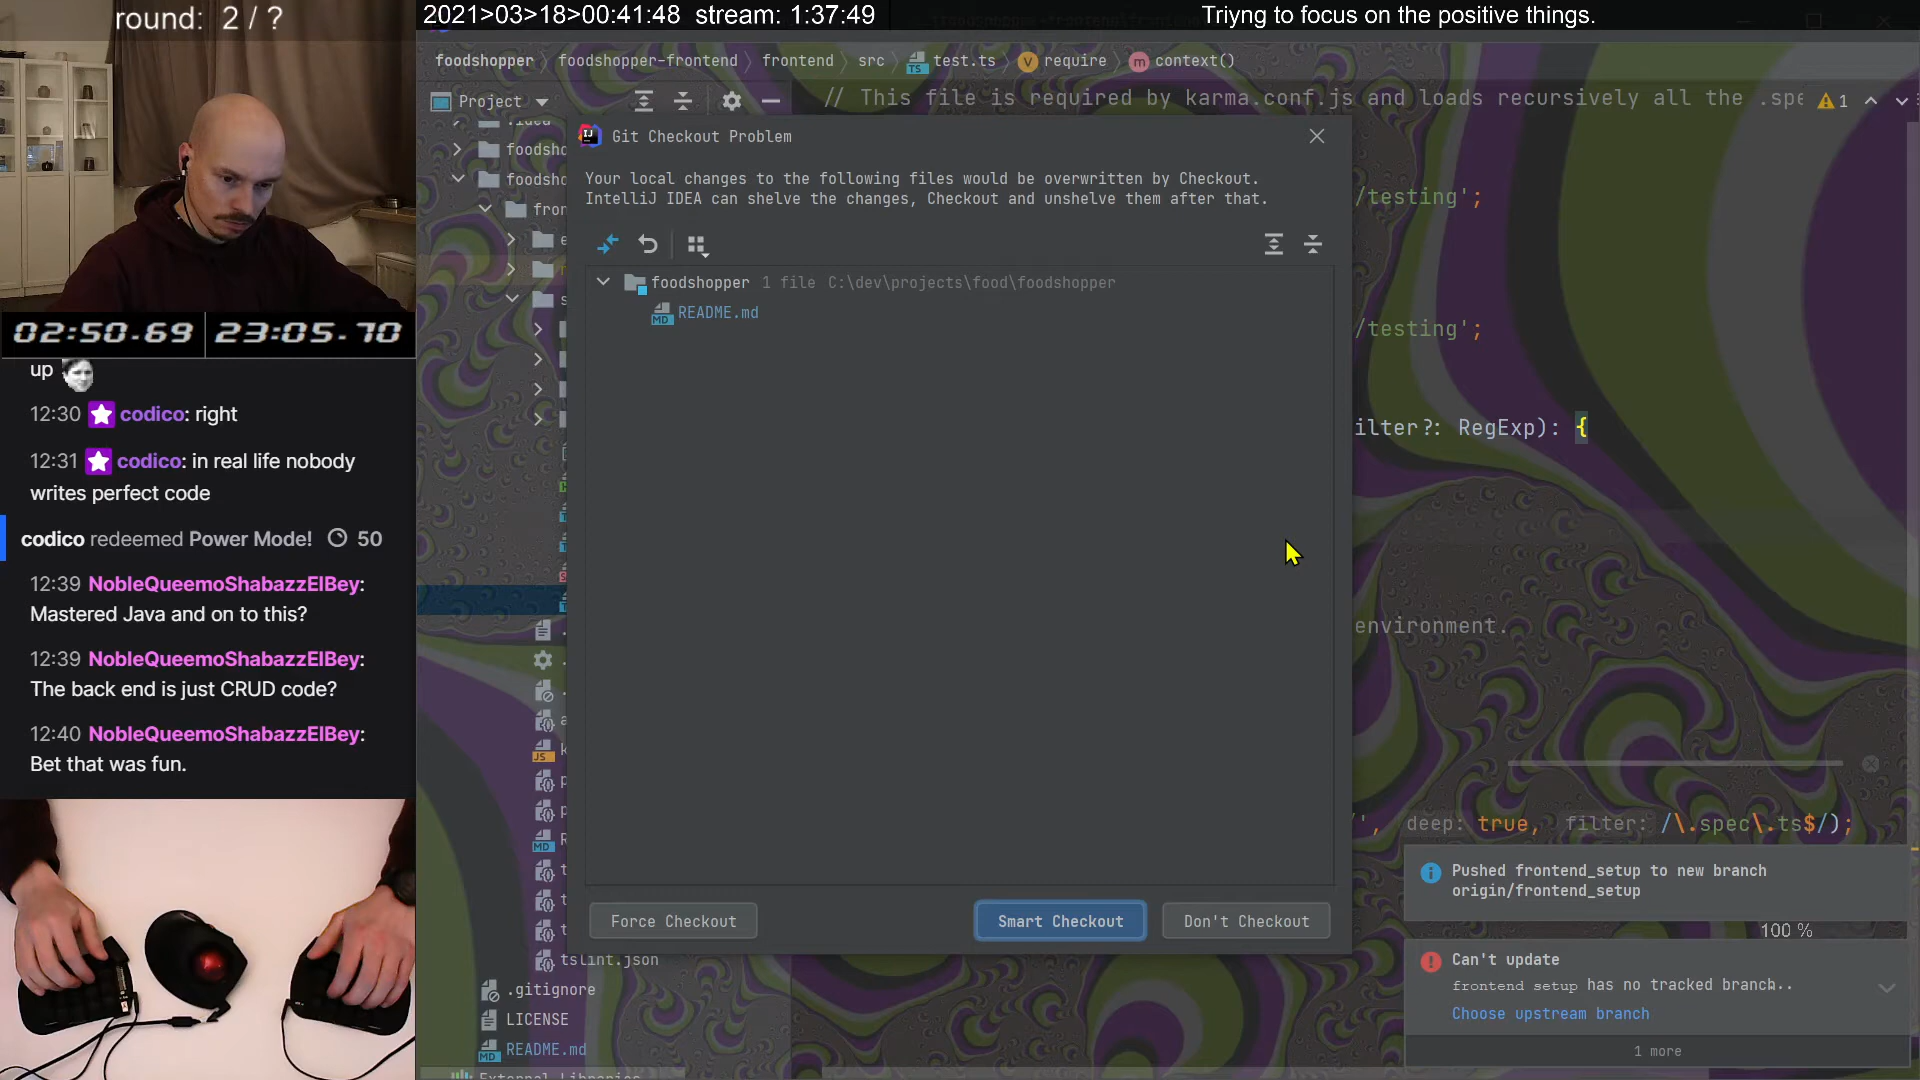 round: 2 / ?
2021>03>18>00:41:48 stream: 1:37:49
Triyng to focus on the positive things.
foodshopper foodshopper-frontend frontend src test.ts require context()
Project
// This file is required by karma.conf.js and loads recursively all the .spe
1
Git Checkout Problem
Your local changes to the following files would be overwritten by Checkout.
IntelliJ IDEA can shelve the changes, Checkout and unshelve them after that.
foodshopper 1 file C:\dev\projects\food\foodshopper
README.md
/testing';
/testing';
ilter?: RegExp): {
environment.
deep: true, filter: /\.spec\.ts$/);
02:50.69 23:05.70
up
12:30 codico: right
12:31 codico: in real life nobody
writes perfect code
codico redeemed Power Mode! 50
12:39 NobleQueemoShabazzElBey:
Mastered Java and on to this?
12:39 NobleQueemoShabazzElBey:
The back end is just CRUD code?
12:40 NobleQueemoShabazzElBey:
Bet that was fun.
Force Checkout
Smart Checkout
Don't Checkout
tslint.json
.gitignore
LICENSE
README.md
External Libraries
Pushed frontend_setup to new branch
origin/frontend_setup
100 %
Can't update
frontend setup has no tracked branch...
Choose upstream branch
1 more